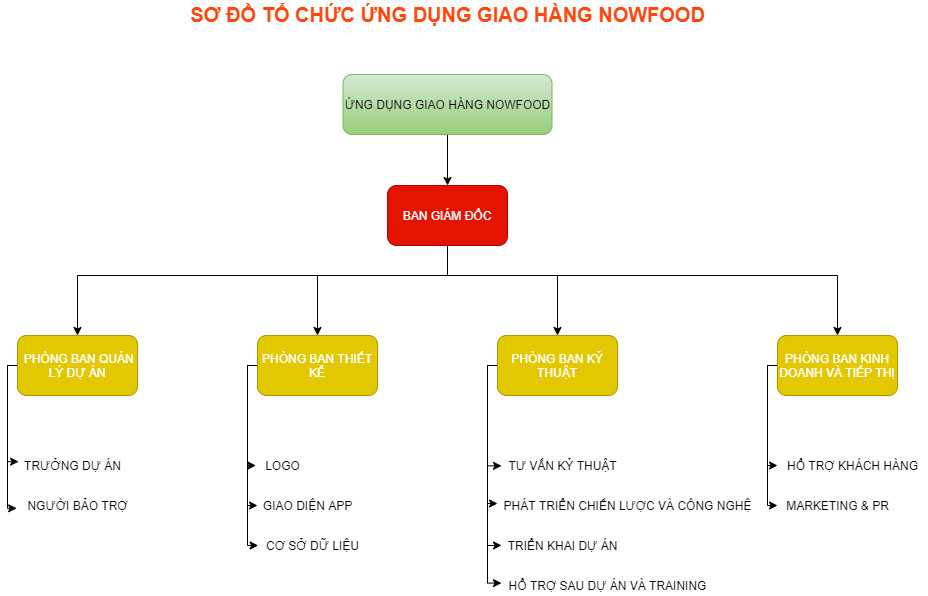 SƠ ĐỒ TỔ CHỨC ỨNG DỤNG GIAO HÀNG NOWFOOD
ỨNG DỤNG GIAO HÀNG NOWFOOD
BAN GIÁM ĐỐC
PHÒNG BAN QUẢN
LÝ DỰ ÁN
TRƯỞNG DỰ ÁN
NGƯỜI BẢO TRỢ
PHÒNG BAN THIẾT
KẾ
LOGO
GIAO DIỆN APP
CƠ SỞ DỮ LIỆU
PHÒNG BAN KỸ
THUẬT
TƯ VẤN KỸ THUẬT
PHÁT TRIỂN CHIẾN LƯỢC VÀ CÔNG NGHỆ
TRIỂN KHAI DỰ ÁN
HỖ TRỢ SAU DỰ ÁN VÀ TRAINING
PHÒNG BAN KINH
DOANH VÀ TIẾP THỊ
HỖ TRỢ KHÁCH HÀNG
MARKETING & PR